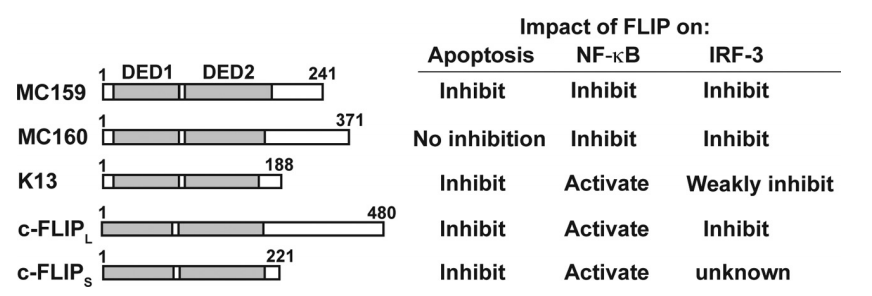 Impact of FLIP on:
Apoptosis NF-κB IRF-3
1 DED1 DED2 241
MC159 Inhibit Inhibit Inhibit
1 371
MC160 No inhibition Inhibit Inhibit
1 188
K13 Inhibit Activate Weakly inhibit
1 480
c-FLIPL Inhibit Activate Inhibit
1 221
c-FLIPS Inhibit Activate unknown